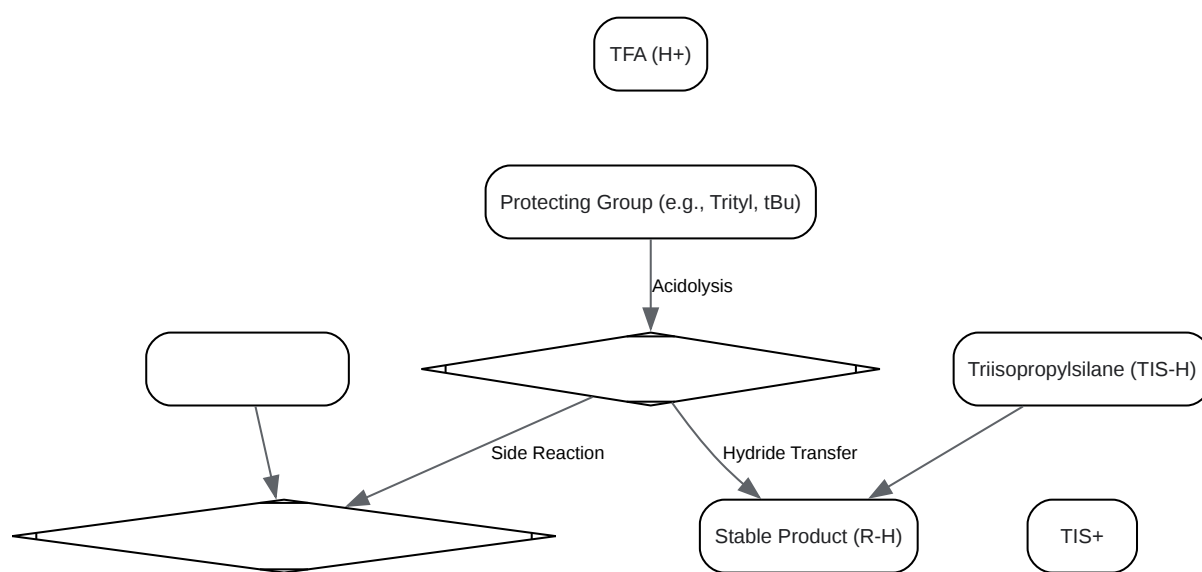 TFA (H+)
Protecting Group (e.g., Trityl, tBu)
Acidolysis
Triisopropylsilane (TIS-H)
Side Reaction
Hydride Transfer
Stable Product (R-H)
TIS+